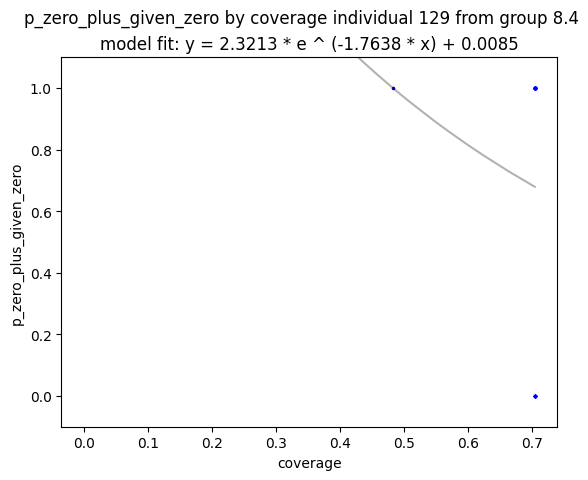 p_zero_plus_given_zero by coverage individual 129 from group 8.4
model fit: y = 2.3213 * e ^ (-1.7638 * x) + 0.0085
1.0
0.8
0.6
0.4
0.2
0.0
p_zero_plus_given_zero
0.0 0.1 0.2 0.3 0.4 0.5 0.6 0.7
coverage